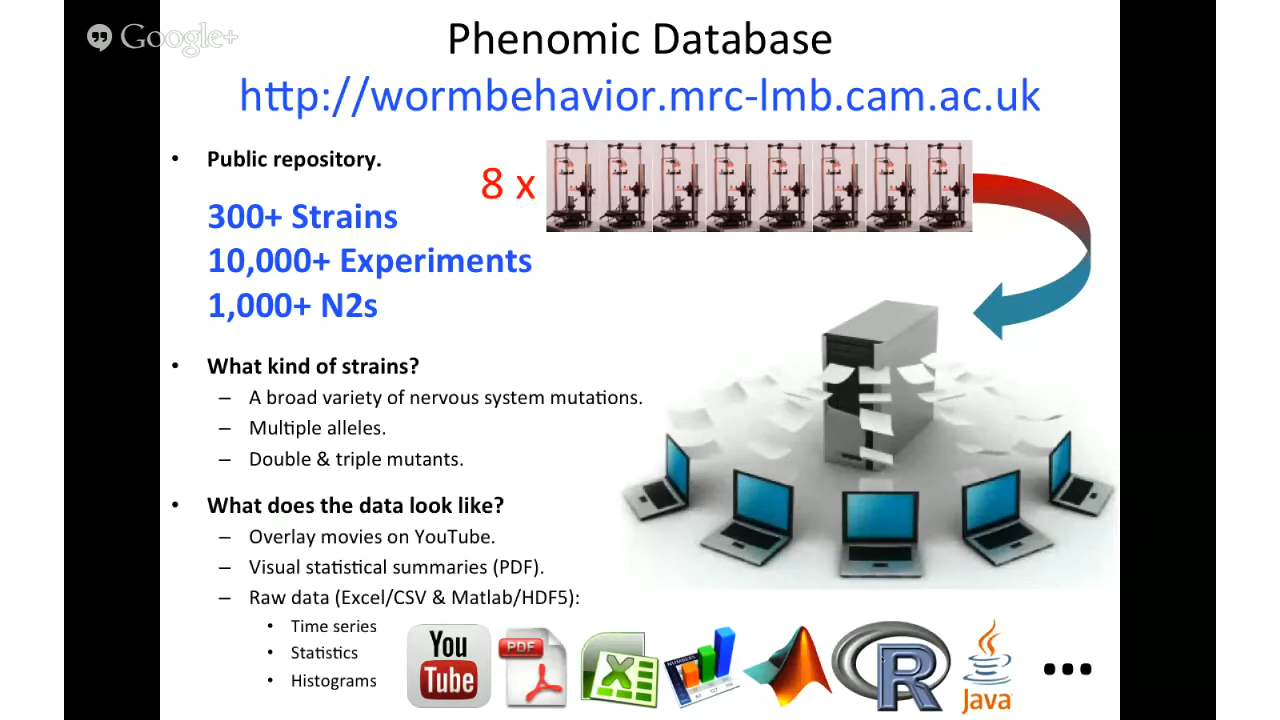 Google+
Phenomic Database
http://wormbehavior.mrc-lmb.cam.ac.uk
• Public repository.
8 x
300+ Strains
10,000+ Experiments
1,000+ N2s
• What kind of strains?
– A broad variety of nervous system mutations.
– Multiple alleles.
– Double & triple mutants.
• What does the data look like?
– Overlay movies on YouTube.
– Visual statistical summaries (PDF).
– Raw data (Excel/CSV & Matlab/HDF5):
• Time series
• Statistics
• Histograms
You
Tube
PDF
X
NUMBERS
R
Java
...